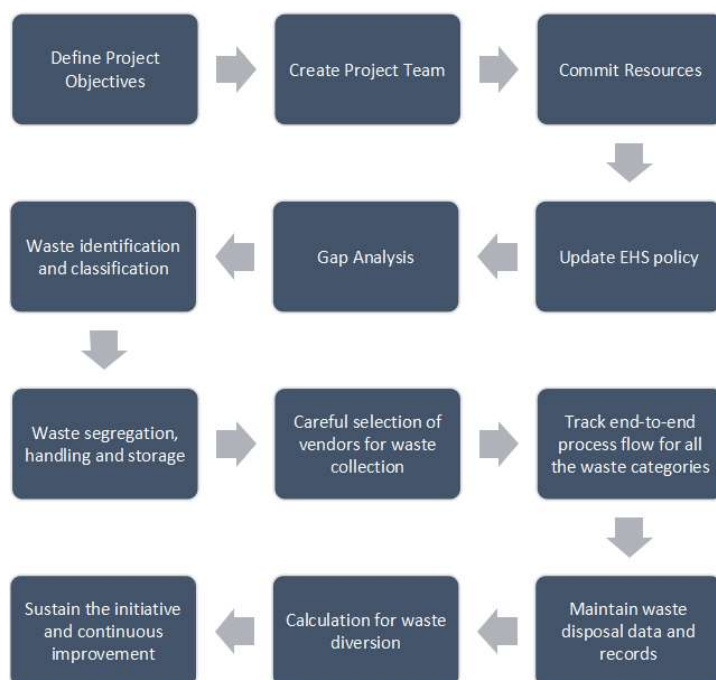 Define Project
Objectives
Create Project Team
Commit Resources
Update EHS policy
Gap Analysis
Waste identification
and classification
Waste segregation,
handling and storage
Careful selection of
vendors for waste
collection
Track end-to-end
process flow for all
the waste categories
Maintain waste
disposal data and
records
Calculation for waste
diversion
Sustain the initiative
and continuous
improvement